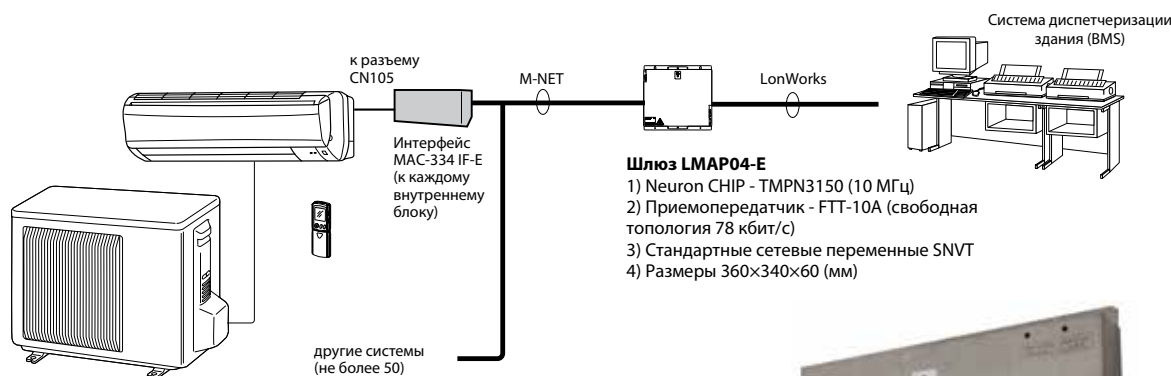 Система диспетчеризации
здания (BMS)
к разъему
CN105
M-NET
LonWorks
Интерфейс
MAC-334 IF-E
(к каждому
внутреннему
блоку)
Шлюз LMAP04-E
1) Neuron CHIP - TMPN3150 (10 МГц)
2) Приемопередатчик - FTT-10A (свободная
топология 78 кбит/с)
3) Стандартные сетевые переменные SNVT
4) Размеры 360×340×60 (мм)
другие системы
(не более 50)